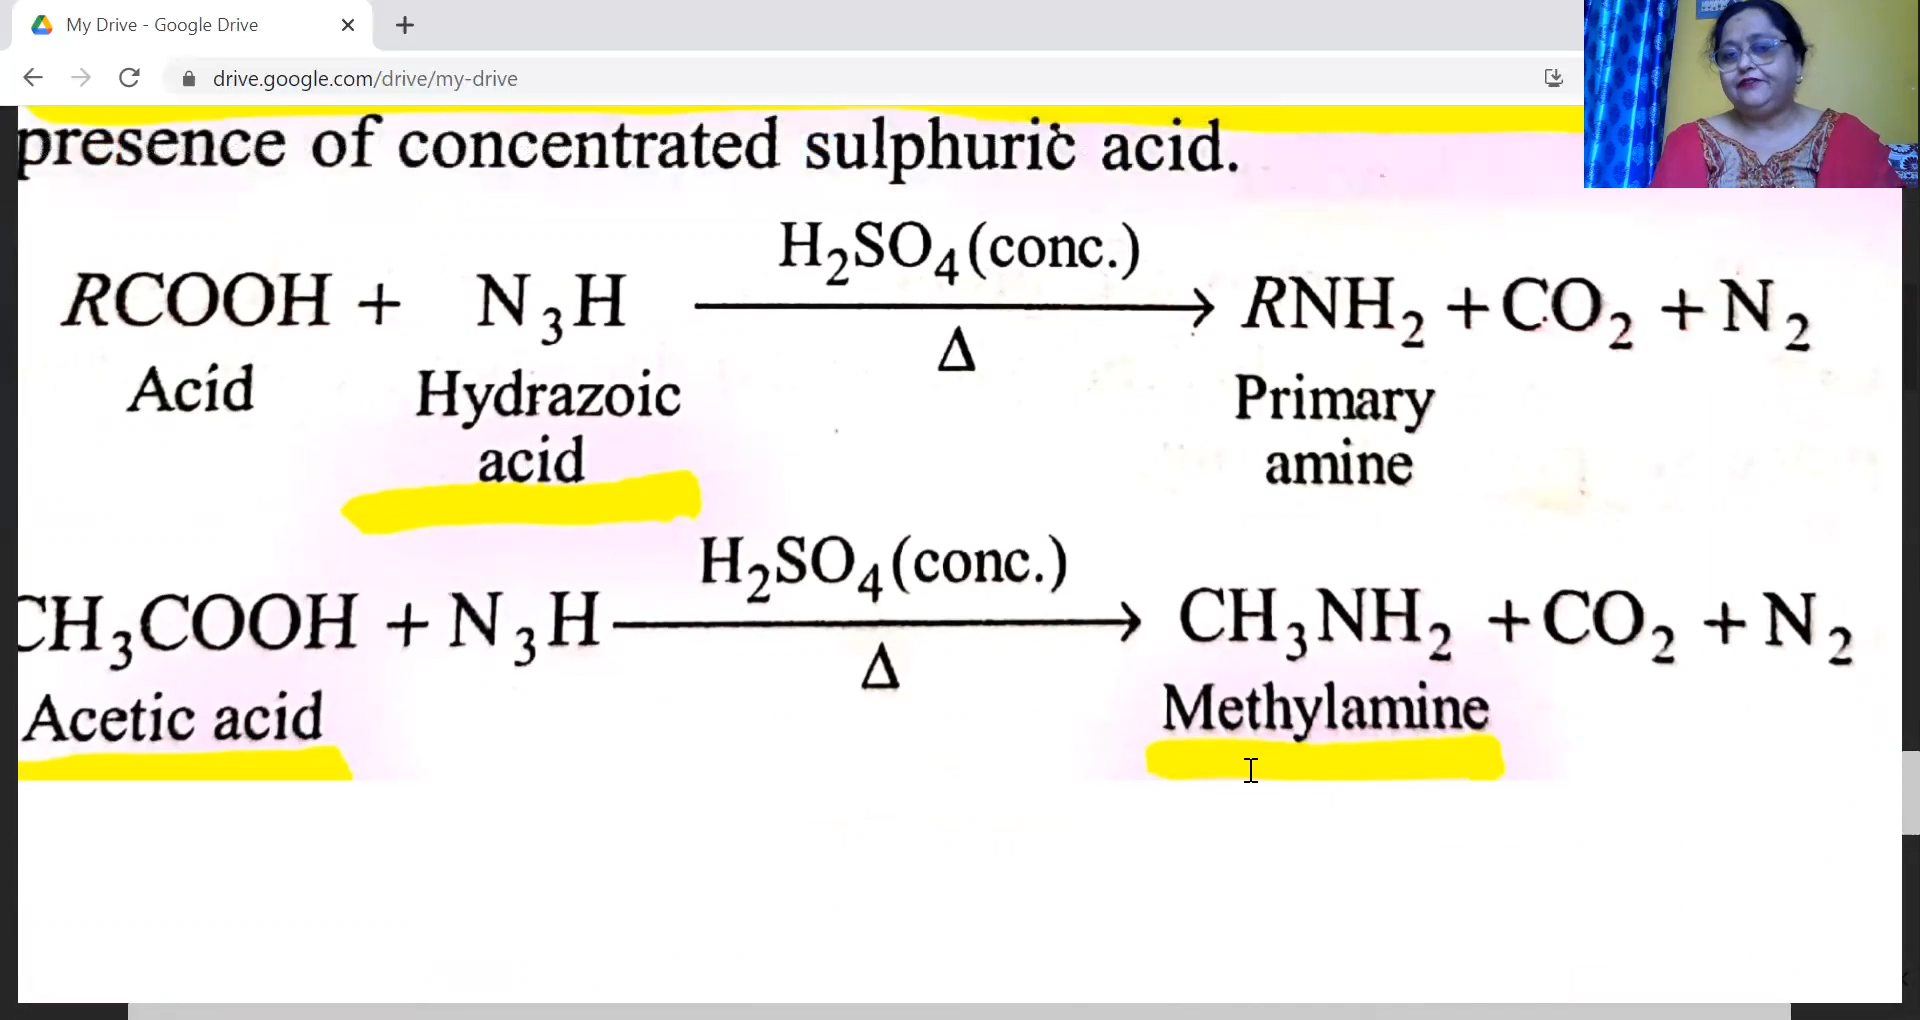 My Drive - Google Drive
drive.google.com/drive/my-drive
presence of concentrated sulphuric acid.
H₂SO₄(conc.)
RCOOH + N₃H ⟶ RNH₂ + CO₂ + N₂
Δ
Acid Hydrazoic acid Primary amine
H₂SO₄(conc.)
CH₃COOH + N₃H ⟶ CH₃NH₂ + CO₂ + N₂
Δ
Acetic acid Methylamine